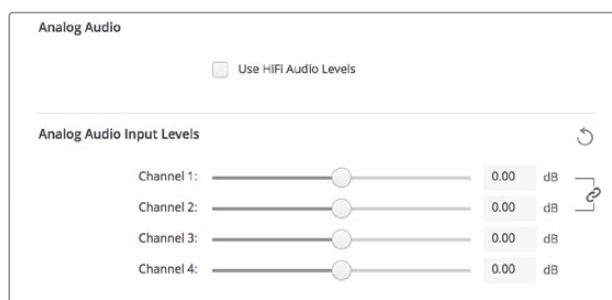 Analog Audio
Use HiFi Audio Levels
Analog Audio Input Levels
Channel 1: 0.00 dB
Channel 2: 0.00 dB
Channel 3: 0.00 dB
Channel 4: 0.00 dB